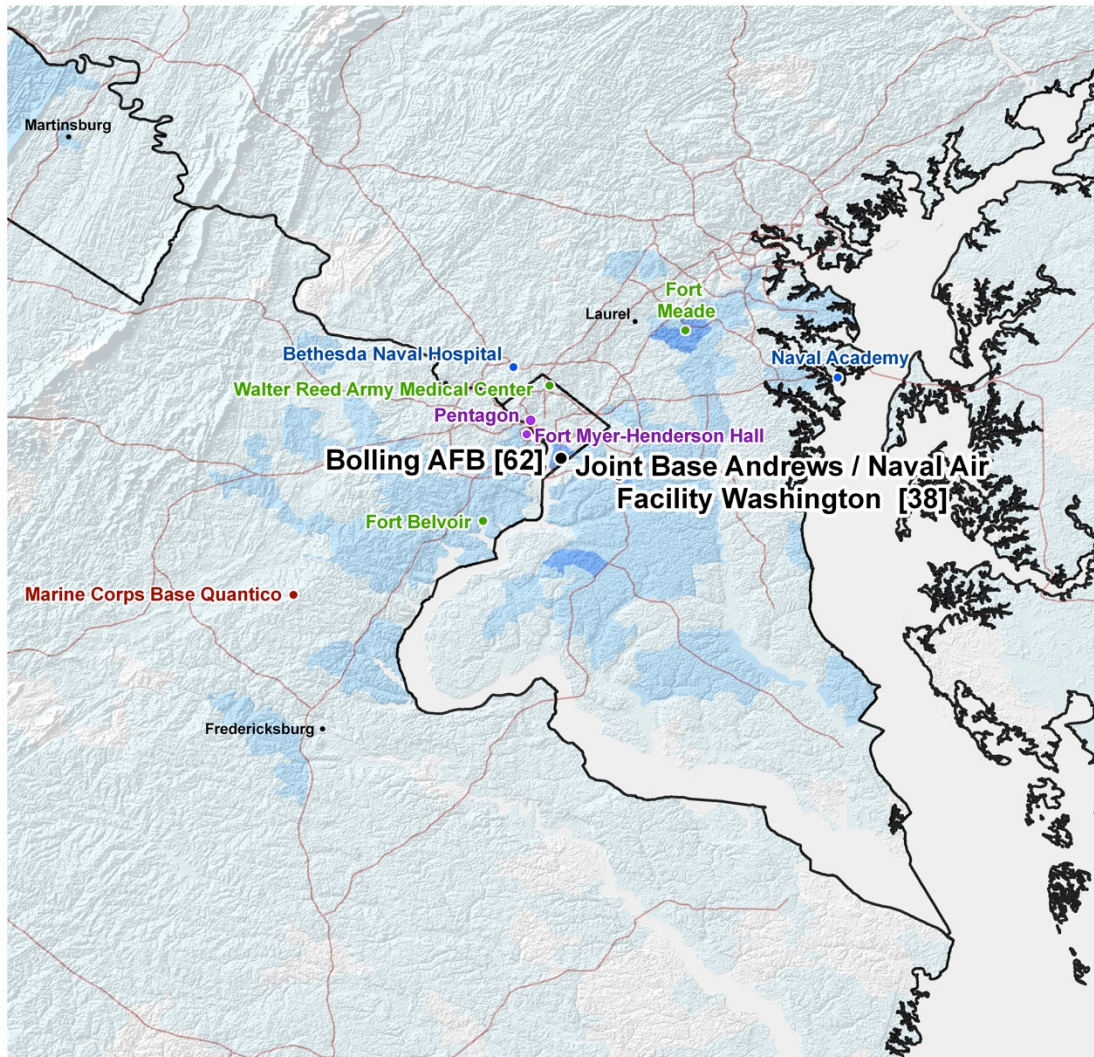 Martinsburg
Fort
Meade
Laurel
Bethesda Naval Hospital
Naval Academy
Walter Reed Army Medical Center
Pentagon
Fort Myer-Henderson Hall
Bolling AFB [62]
Joint Base Andrews / Naval Air
Facility Washington [38]
Fort Belvoir
Marine Corps Base Quantico
Fredericksburg